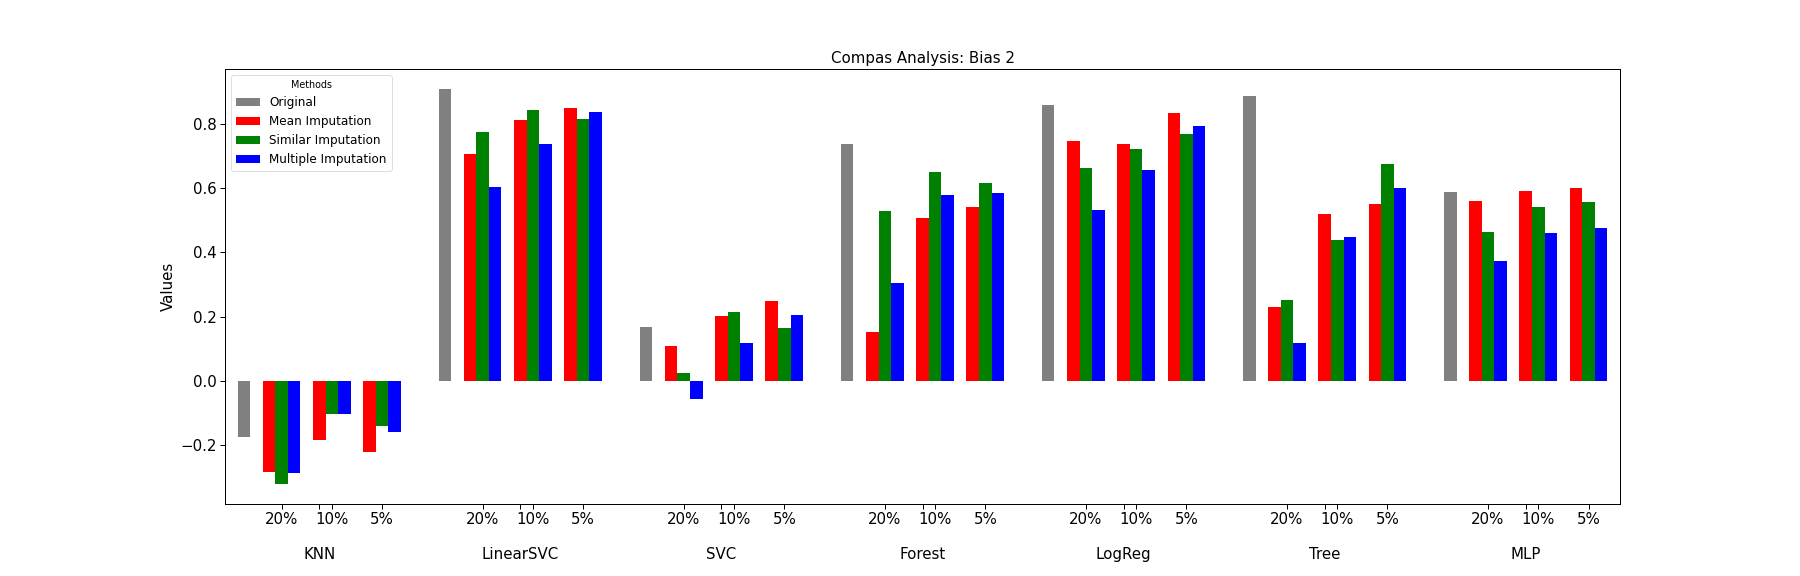 Compas Analysis: Bias 2
Methods
Original
Mean Imputation
Similar Imputation
Multiple Imputation
Values
0.8
0.6
0.4
0.2
0.0
−0.2
20% 10% 5% 20% 10% 5% 20% 10% 5% 20% 10% 5% 20% 10% 5% 20% 10% 5% 20% 10% 5%
KNN LinearSVC SVC Forest LogReg Tree MLP